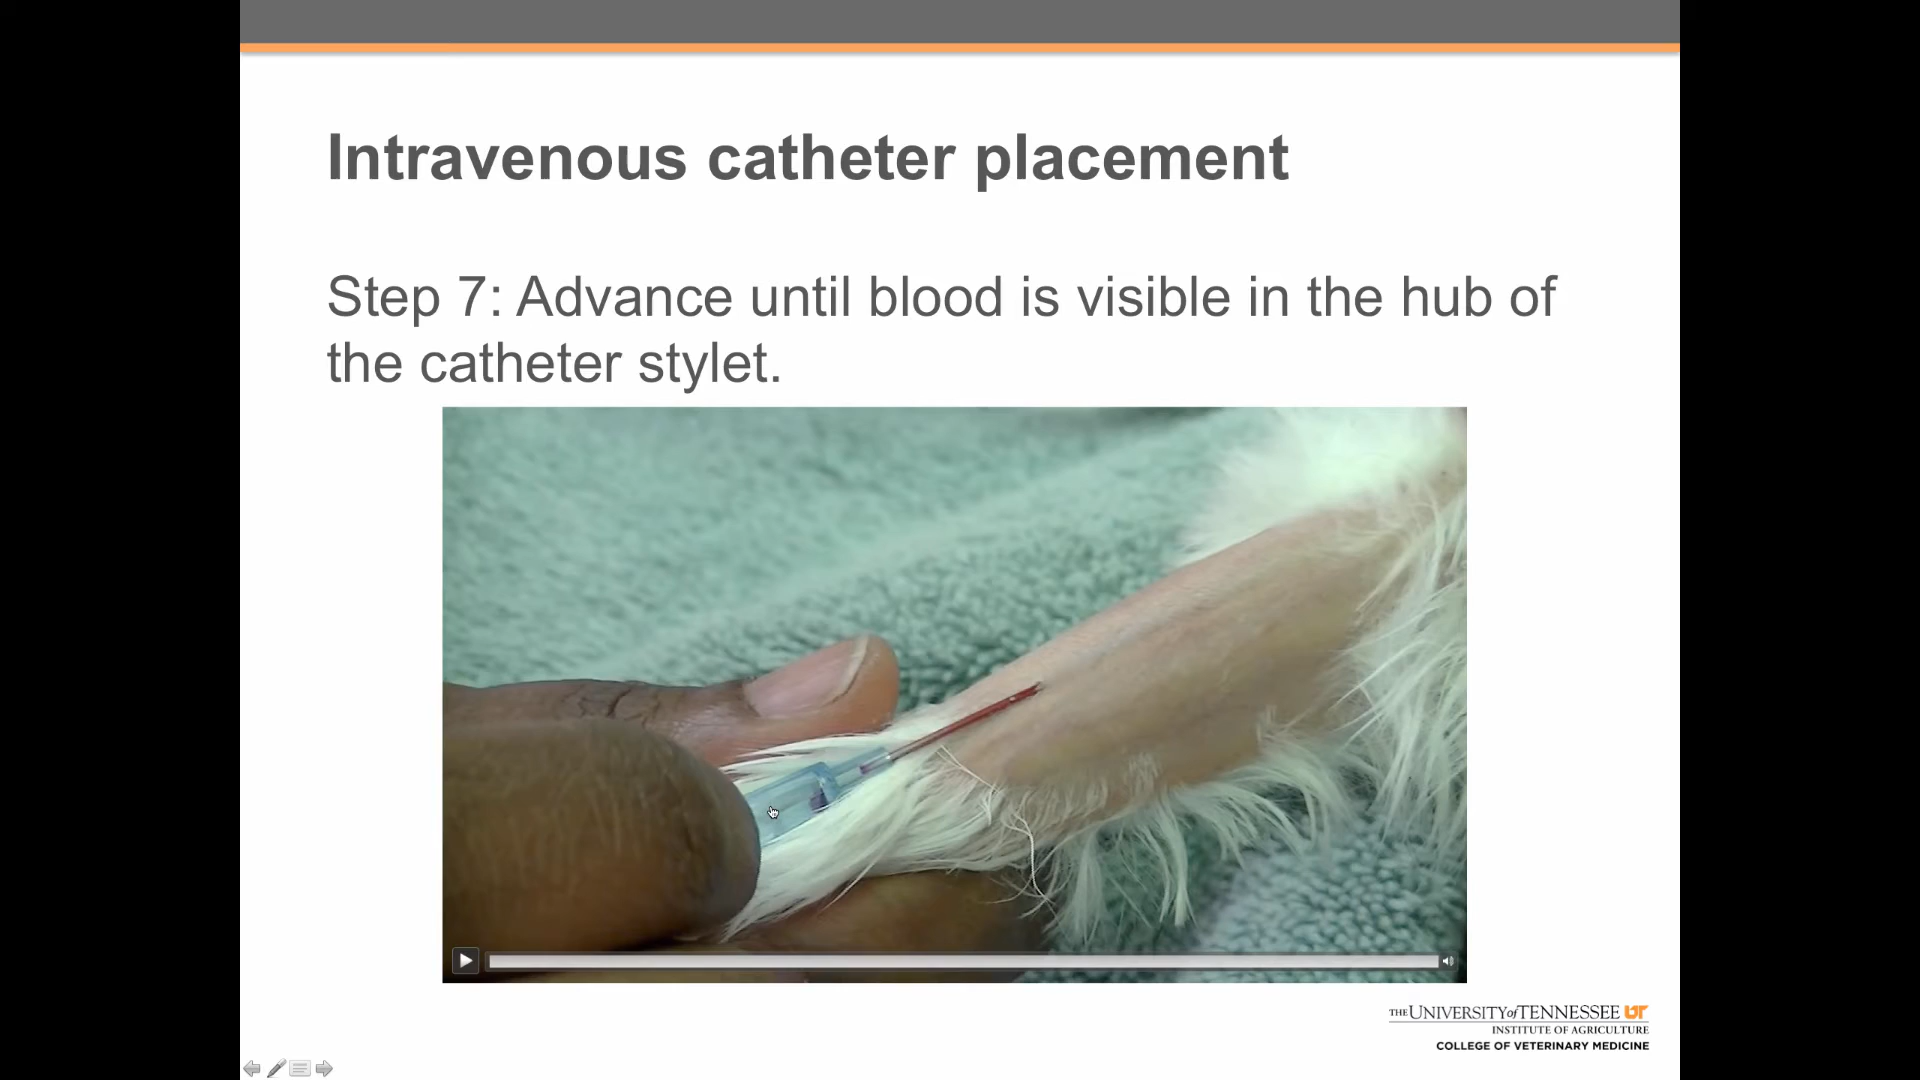 Intravenous catheter placement
Step 7: Advance until blood is visible in the hub of
the catheter stylet.
THE UNIVERSITY of TENNESSEE UT
INSTITUTE OF AGRICULTURE
COLLEGE OF VETERINARY MEDICINE